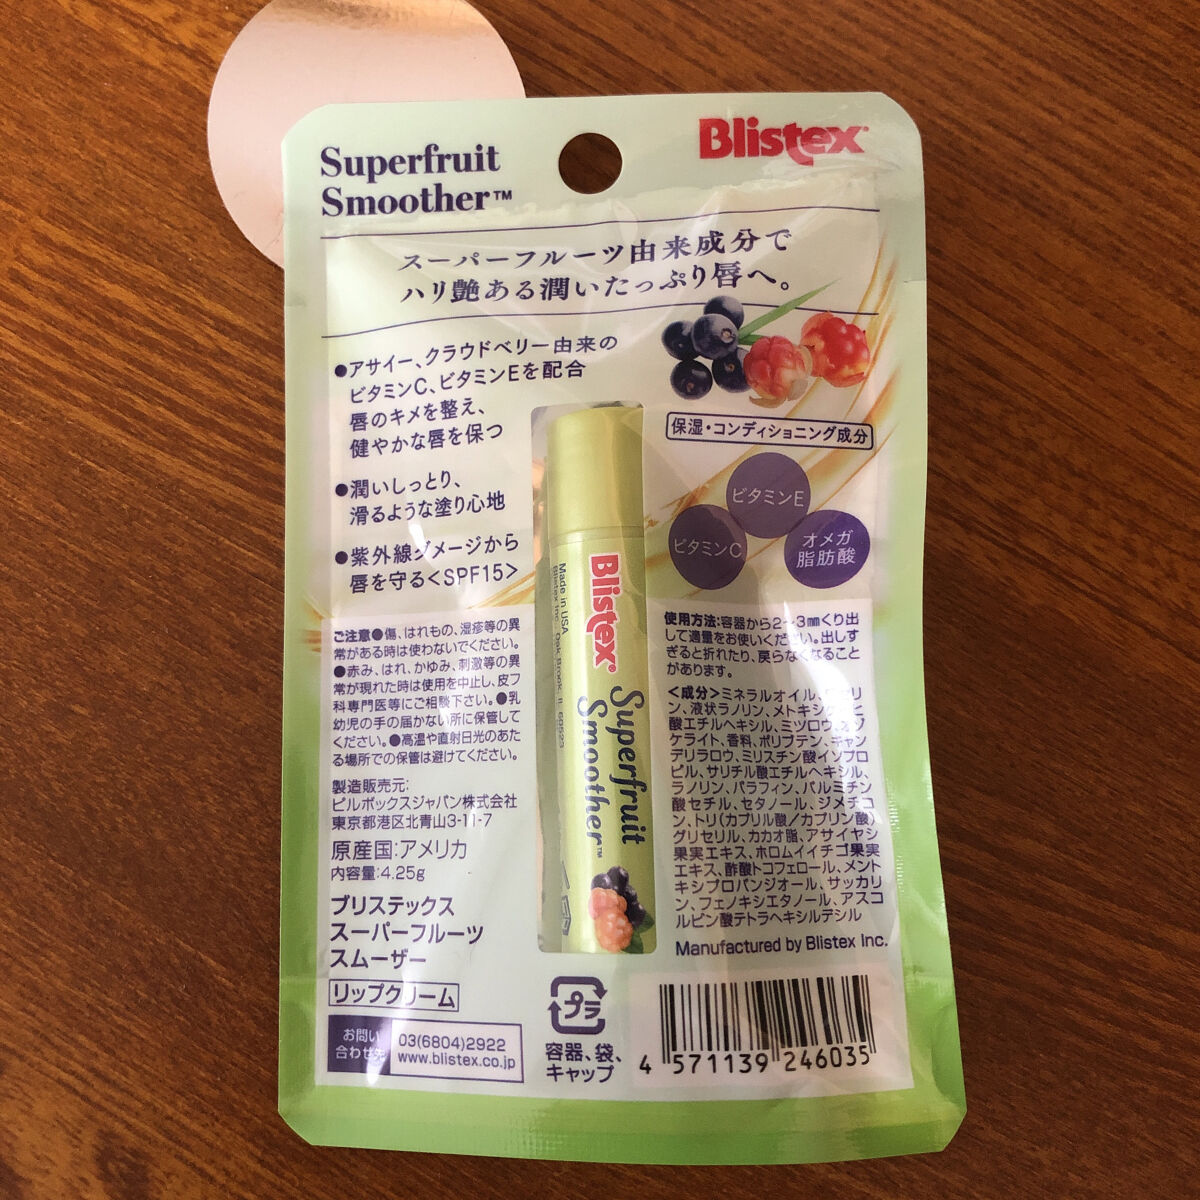 Superfruit
Smoother™
Blistex®
スーパーフルーツ由来成分で
ハリ艶ある潤いたっぷり唇へ。
●アサイー、クラウドベリー由来の
ビタミンC、ビタミンEを配合
唇のキメを整え、
健やかな唇を保つ
●潤いしっとり、
滑るような塗り心地
●紫外線ダメージから
唇を守る<SPF15>
保湿・コンディショニング成分
ビタミンE
ビタミンC
オメガ
脂肪酸
ご注意●傷、はれもの、湿疹等の異
常がある時は使わないでください。
●赤み、はれ、かゆみ、刺激等の異
常が現れた時は使用を中止し、皮フ
科専門医等にご相談下さい。●乳
幼児の手の届かない所に保管して
ください。●高温や直射日光のあた
る場所での保管は避けてください。
製造販売元:
ピルボックスジャパン株式会社
東京都港区北青山3-11-7
原産国:アメリカ
内容量:4.25g
ブリステックス
スーパーフルーツ
スムーザー
リップクリーム
お問い
合わせ先
03(6804)2922
www.blistex.co.jp
Made in USA
Blistex Inc., Oak Brook, IL 60523
Blistex®
Superfruit
Smoother™
使用方法:容器から2～3㎜くり出
して適量をお使いください。出しす
ぎると折れたり、戻らなくなること
があります。
<成分>ミネラルオイル、ワセリ
ン、液状ラノリン、メトキシケイヒ
酸エチルヘキシル、ミツロウ、オゾ
ケライト、香料、ポリブテン、キャン
デリラロウ、ミリスチン酸イソプロ
ピル、サリチル酸エチルヘキシル、
ラノリン、パラフィン、パルミチン
酸セチル、セタノール、ジメチコ
ン、トリ(カプリル酸/カプリン酸)
グリセリル、カカオ脂、アサイヤシ
果実エキス、ホロムイイチゴ果実
エキス、酢酸トコフェロール、メント
キシプロパンジオール、サッカリ
ン、フェノキシエタノール、アスコ
ルビン酸テトラヘキシルデシル
Manufactured by Blistex Inc.
プラ
容器、袋、
キャップ
4 571139 246035